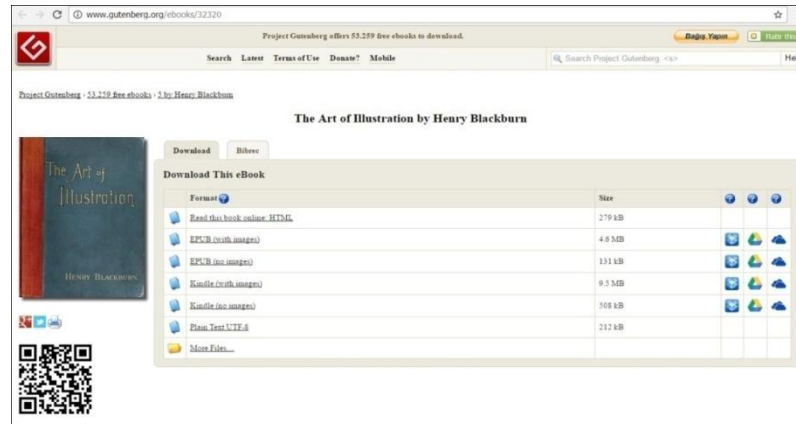 www.gutenberg.org/ebooks/32320
Project Gutenberg offers 53.259 free ebooks to download.
Bağış Yapın
Search Latest Terms of Use Donate? Mobile
Search Project Gutenberg. <s>
Project Gutenberg › 53.259 free ebooks › 5 by Henry Blackburn
The Art of Illustration by Henry Blackburn
The Art of
Illustration
HENRY BLACKBURN
Download Bibrec
Download This eBook
Format Size
Read this book online: HTML 279 kB
EPUB (with images) 4.6 MB
EPUB (no images) 131 kB
Kindle (with images) 9.5 MB
Kindle (no images) 508 kB
Plain Text UTF-8 212 kB
More Files...